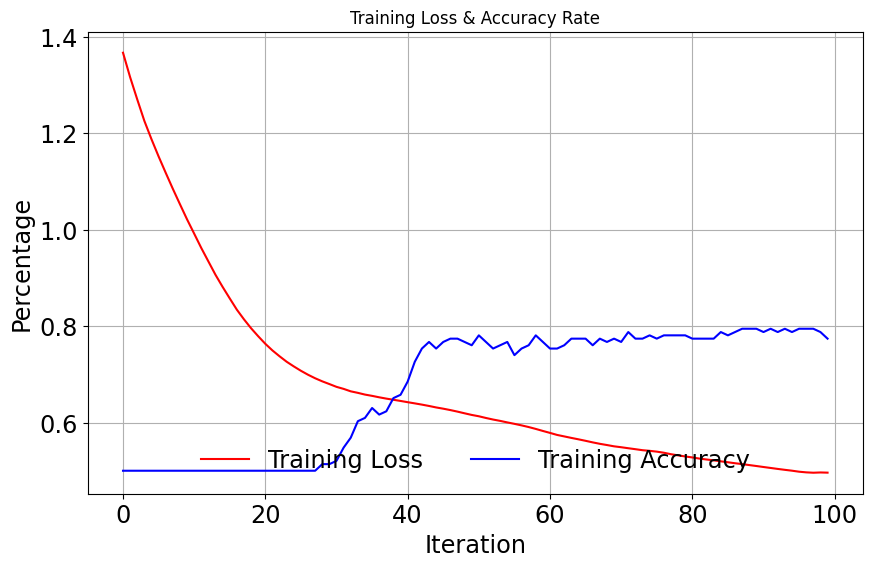 Training Loss & Accuracy Rate
Percentage
1.4
1.2
1.0
0.8
0.6
Training Loss
Training Accuracy
0 20 40 60 80 100
Iteration